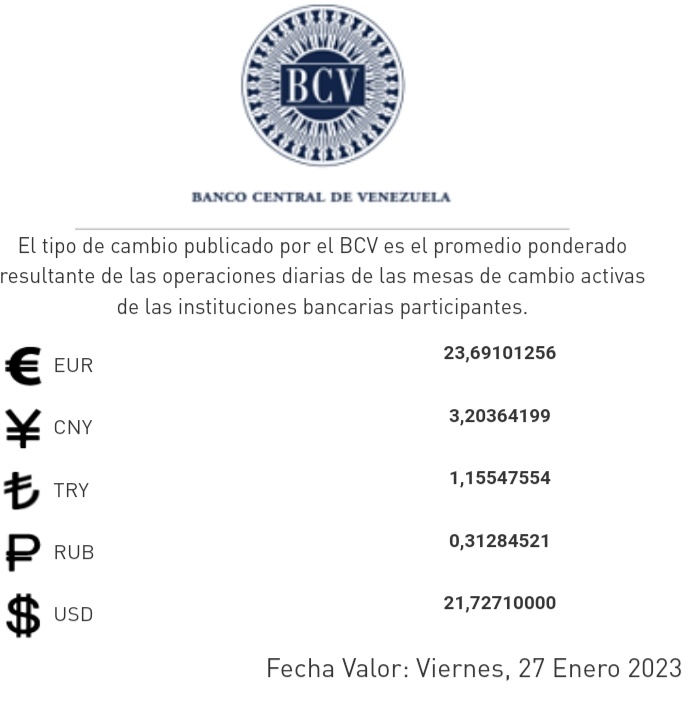 BCV
BANCO CENTRAL DE VENEZUELA
El tipo de cambio publicado por el BCV es el promedio ponderado
resultante de las operaciones diarias de las mesas de cambio activas
de las instituciones bancarias participantes.
€ EUR 23,69101256
¥ CNY 3,20364199
₺ TRY 1,15547554
₽ RUB 0,31284521
$ USD 21,72710000
Fecha Valor: Viernes, 27 Enero 2023